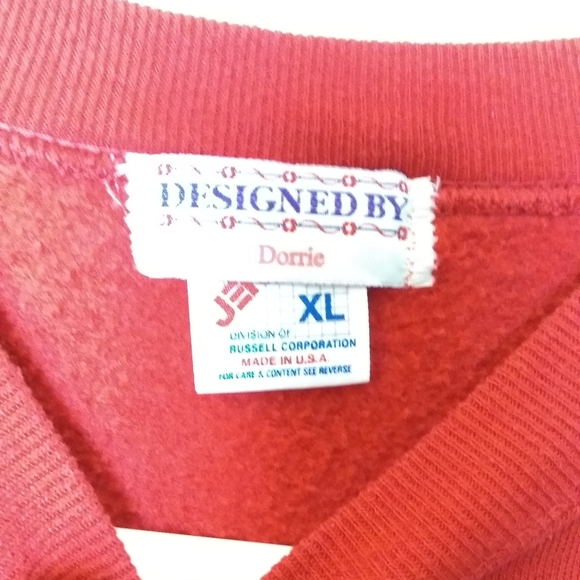 DESIGNED BY
Dorrie
XL
DIVISION OF
RUSSELL CORPORATION
MADE IN U.S.A.
FOR CARE & CONTENT SEE REVERSE